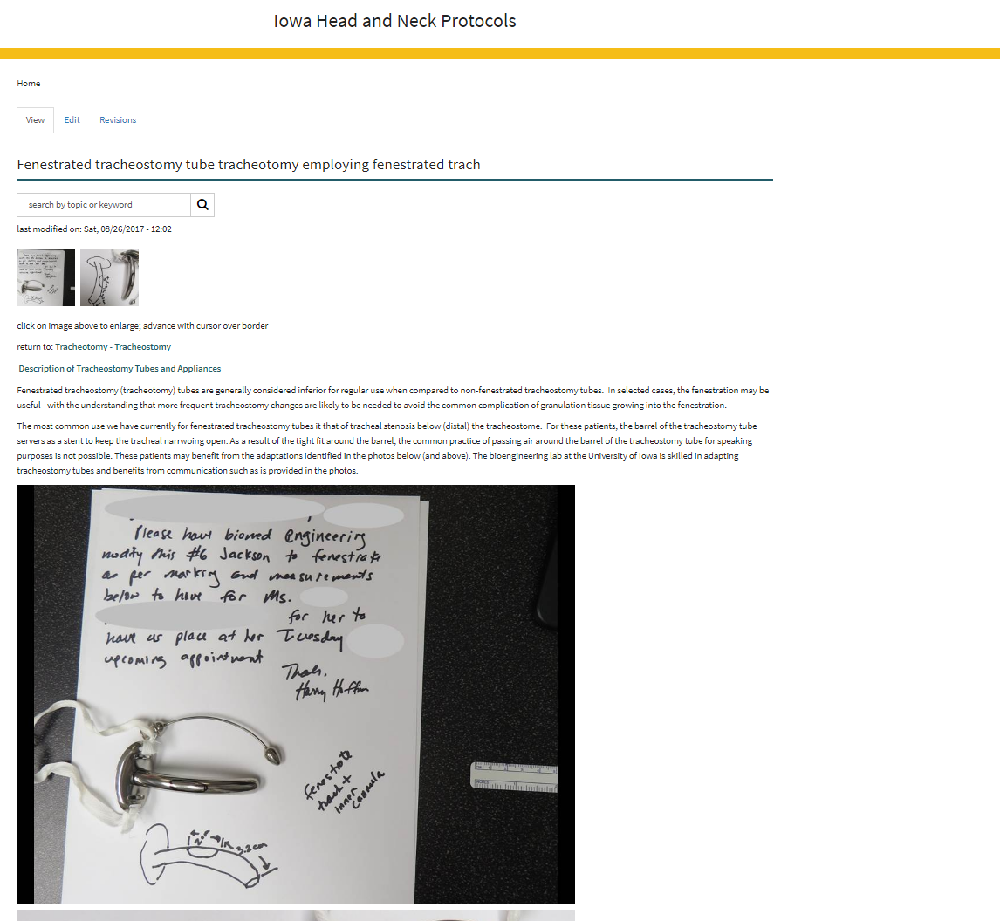 Iowa Head and Neck Protocols
Home
View Edit Revisions
Fenestrated tracheostomy tube tracheotomy employing fenestrated trach
search by topic or keyword
last modified on: Sat, 08/26/2017 - 12:02
click on image above to enlarge; advance with cursor over border
return to: Tracheotomy - Tracheostomy
Description of Tracheostomy Tubes and Appliances
Fenestrated tracheostomy (tracheotomy) tubes are generally considered inferior for regular use when compared to non-fenestrated tracheostomy tubes. In selected cases, the fenestration may be
useful - with the understanding that more frequent tracheostomy changes are likely to be needed to avoid the common complication of granulation tissue growing into the fenestration.
The most common use we have currently for fenestrated tracheostomy tubes it that of tracheal stenosis below (distal) the tracheostome. For these patients, the barrel of the tracheostomy tube
servers as a stent to keep the tracheal narrwoing open. As a result of the tight fit around the barrel, the common practice of passing air around the barrel of the tracheostomy tube for speaking
purposes is not possible. These patients may benefit from the adaptations identified in the photos below (and above). The bioengineering lab at the University of Iowa is skilled in adapting
tracheostomy tubes and benefits from communication such as is provided in the photos.
Please have biomed engineering
modify this #6 Jackson to fenestrate
as per marking and measurements
below to have for Ms.
for her to
have us place at her Tuesday
upcoming appointment
Harry
fenestrate
trach +
inner
cannula
3.2cm